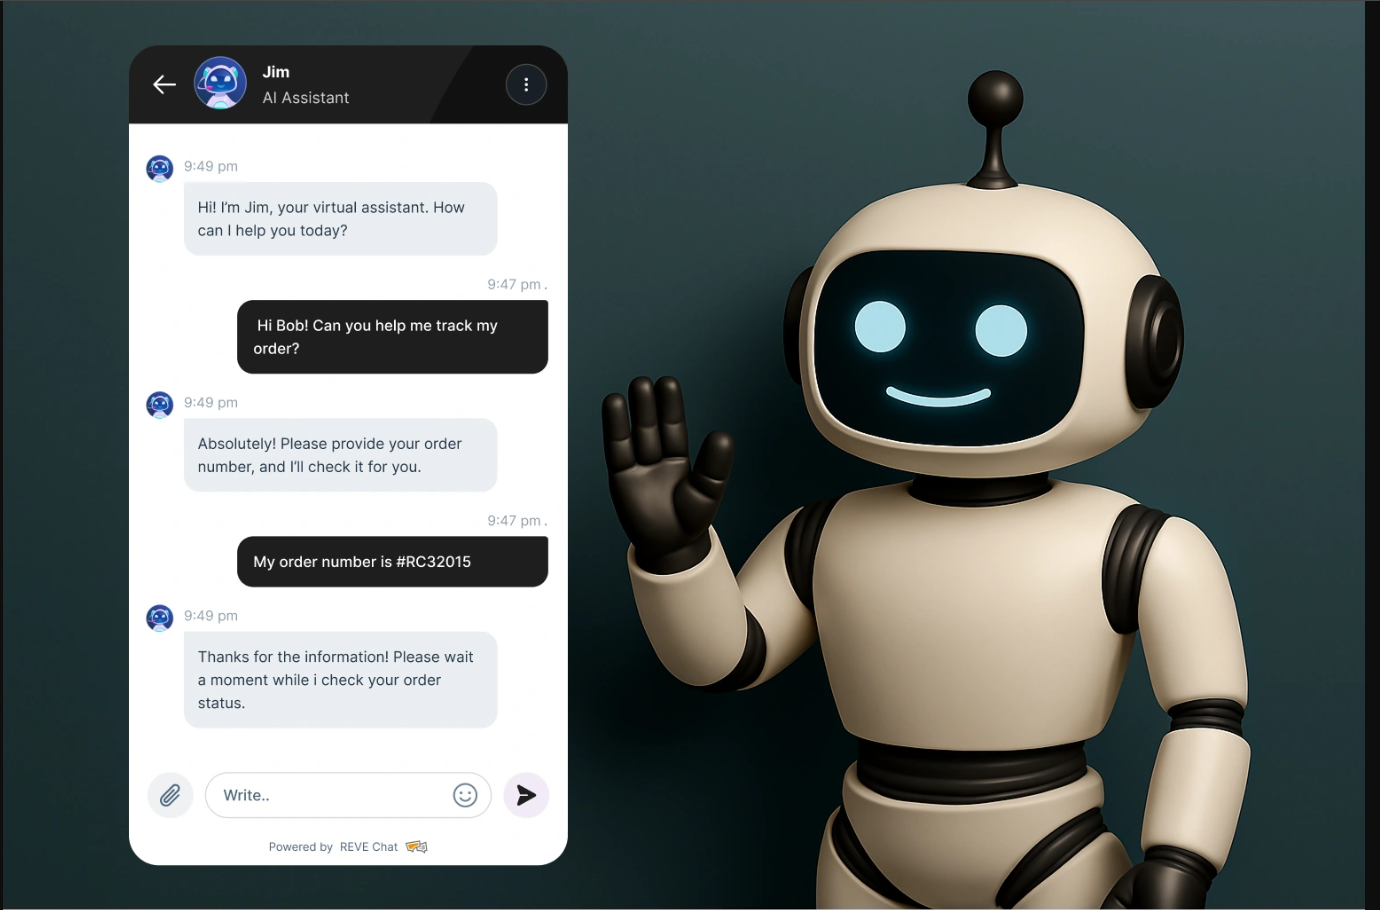 Jim
AI Assistant
9:49 pm
Hi! I’m Jim, your virtual assistant. How
can I help you today?
9:47 pm .
Hi Bob! Can you help me track my
order?
9:49 pm
Absolutely! Please provide your order
number, and I’ll check it for you.
9:47 pm .
My order number is #RC32015
9:49 pm
Thanks for the information! Please wait
a moment while i check your order
status.
Write..
Powered by REVE Chat